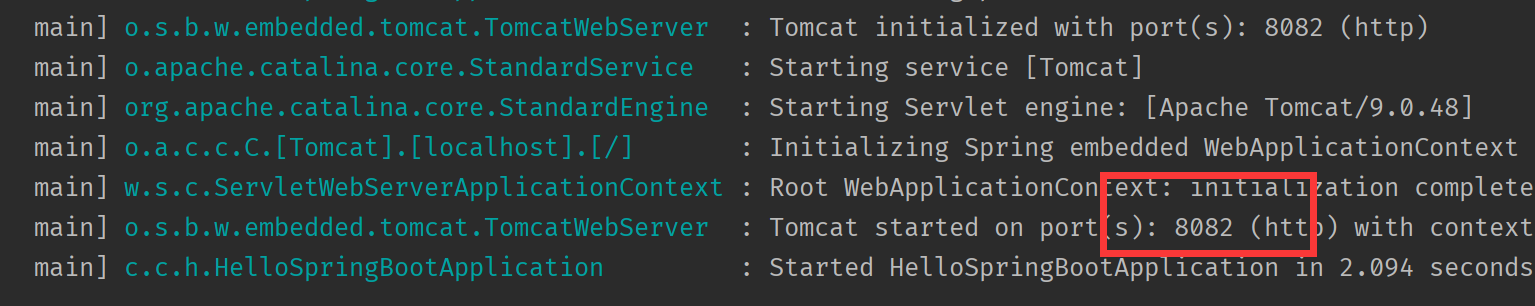 main] o.s.b.w.embedded.tomcat.TomcatWebServer : Tomcat initialized with port(s): 8082 (http)
main] o.apache.catalina.core.StandardService : Starting service [Tomcat]
main] org.apache.catalina.core.StandardEngine : Starting Servlet engine: [Apache Tomcat/9.0.48]
main] o.a.c.c.C.[Tomcat].[localhost].[/] : Initializing Spring embedded WebApplicationContext
main] w.s.c.ServletWebServerApplicationContext : Root WebApplicationContext: initialization complete
main] o.s.b.w.embedded.tomcat.TomcatWebServer : Tomcat started on port(s): 8082 (http) with context
main] c.c.h.HelloSpringBootApplication : Started HelloSpringBootApplication in 2.094 seconds